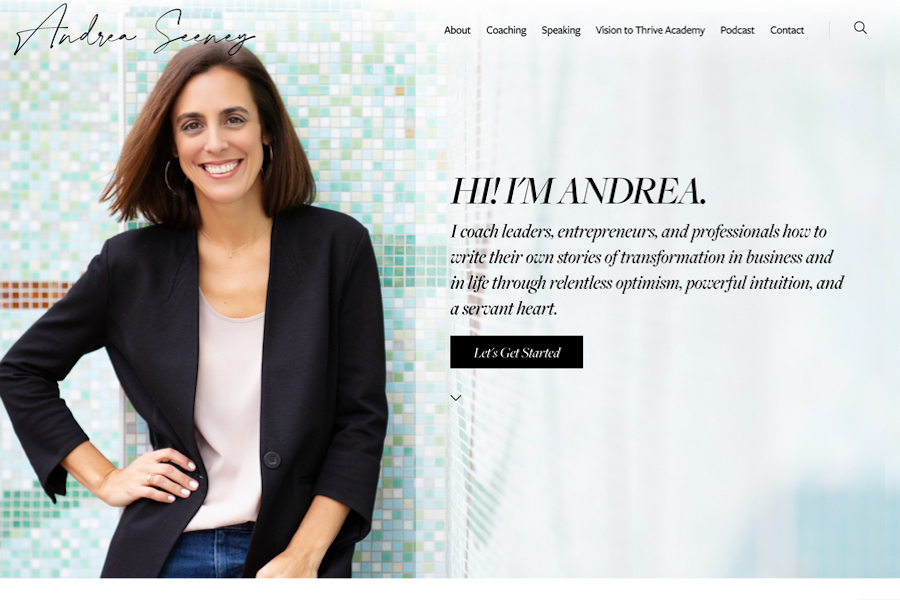 Andrea Seeney
About Coaching Speaking Vision to Thrive Academy Podcast Contact
HI! I'M ANDREA.
I coach leaders, entrepreneurs, and professionals how to
write their own stories of transformation in business and
in life through relentless optimism, powerful intuition, and
a servant heart.
Let's Get Started